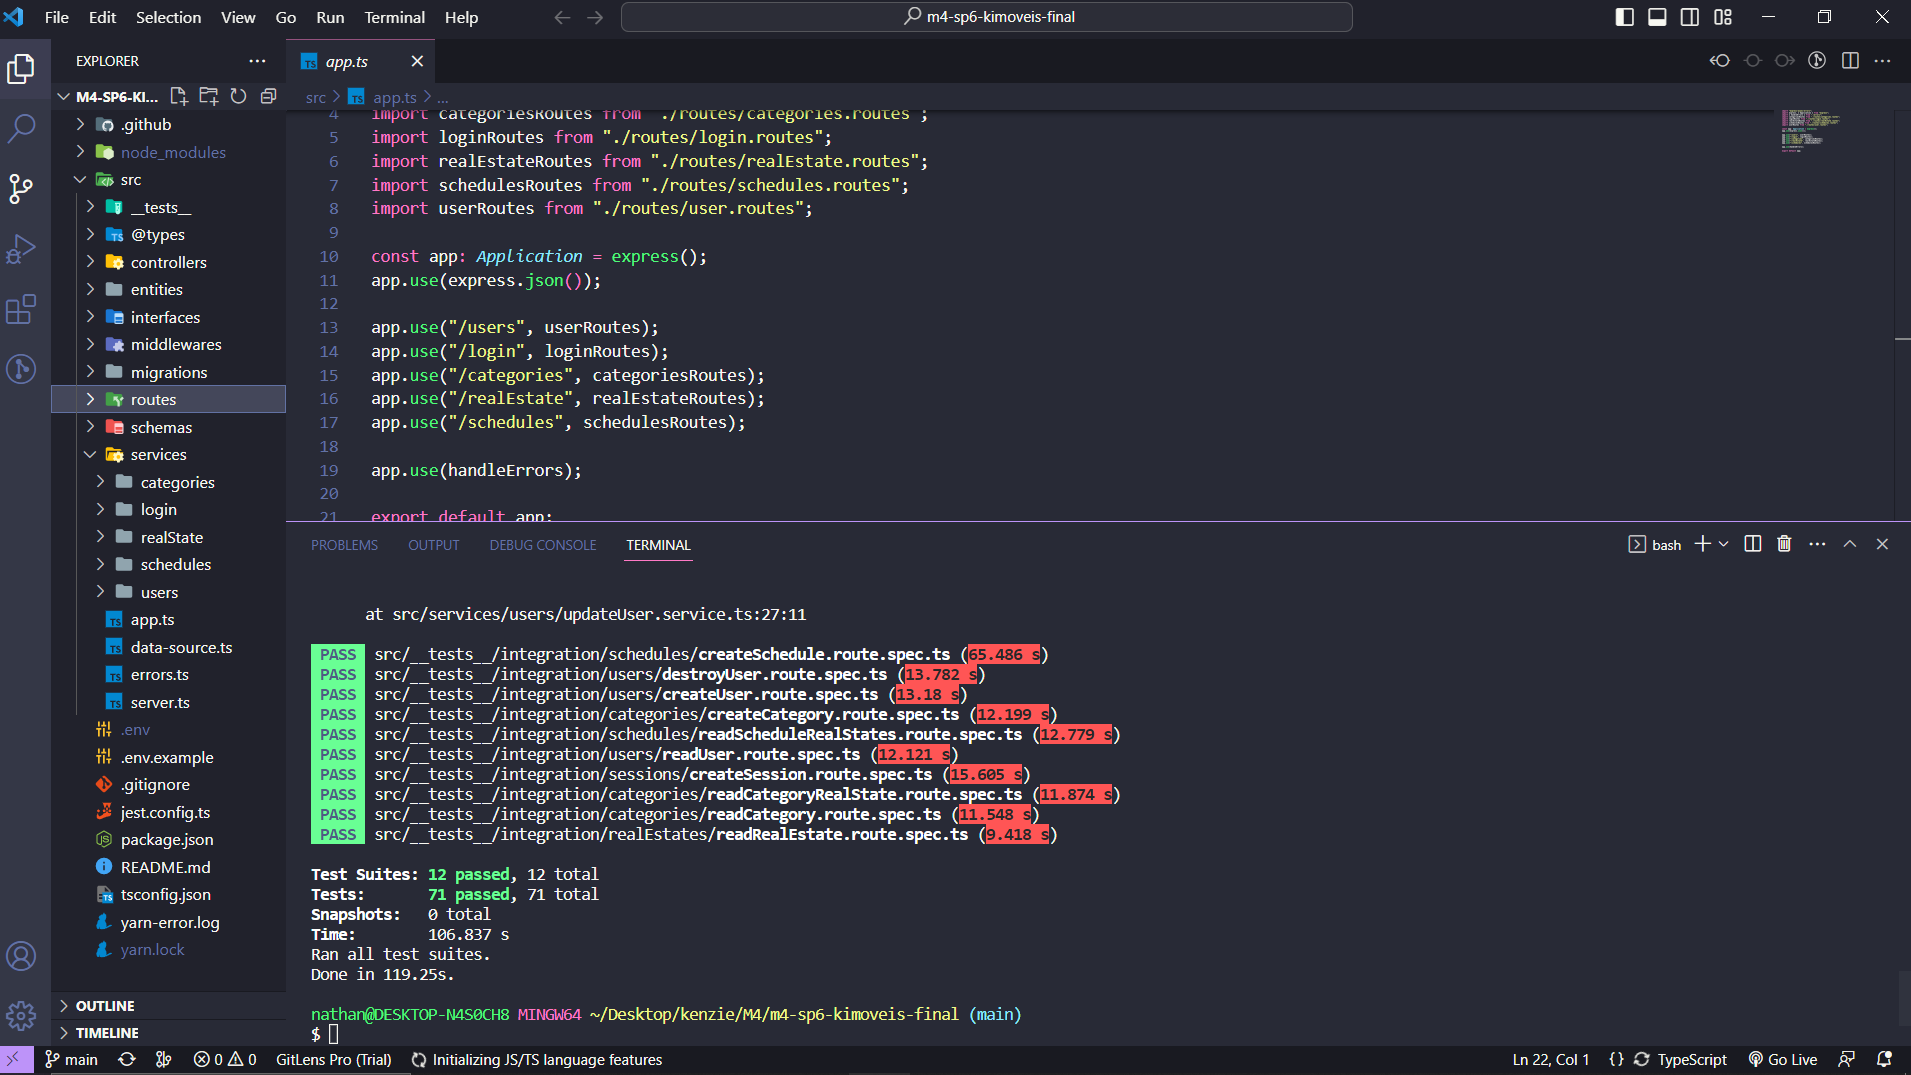 File Edit Selection View Go Run Terminal Help
m4-sp6-kimoveis-final
EXPLORER
M4-SP6-KI...
.github
node_modules
src
__tests__
@types
controllers
entities
interfaces
middlewares
migrations
routes
schemas
services
categories
login
realState
schedules
users
app.ts
data-source.ts
errors.ts
server.ts
.env
.env.example
.gitignore
jest.config.ts
package.json
README.md
tsconfig.json
yarn-error.log
yarn.lock
OUTLINE
TIMELINE
app.ts
src > app.ts > ...
4 import categoriesRoutes from "./routes/categories.routes";
5 import loginRoutes from "./routes/login.routes";
6 import realEstateRoutes from "./routes/realEstate.routes";
7 import schedulesRoutes from "./routes/schedules.routes";
8 import userRoutes from "./routes/user.routes";
9
10 const app: Application = express();
11 app.use(express.json());
12
13 app.use("/users", userRoutes);
14 app.use("/login", loginRoutes);
15 app.use("/categories", categoriesRoutes);
16 app.use("/realEstate", realEstateRoutes);
17 app.use("/schedules", schedulesRoutes);
18
19 app.use(handleErrors);
20
21 export default app;
PROBLEMS OUTPUT DEBUG CONSOLE TERMINAL
bash
at src/services/users/updateUser.service.ts:27:11
PASS src/__tests__/integration/schedules/createSchedule.route.spec.ts (65.486 s)
PASS src/__tests__/integration/users/destroyUser.route.spec.ts (13.782 s)
PASS src/__tests__/integration/users/createUser.route.spec.ts (13.18 s)
PASS src/__tests__/integration/categories/createCategory.route.spec.ts (12.199 s)
PASS src/__tests__/integration/schedules/readScheduleRealStates.route.spec.ts (12.779 s)
PASS src/__tests__/integration/users/readUser.route.spec.ts (12.121 s)
PASS src/__tests__/integration/sessions/createSession.route.spec.ts (15.605 s)
PASS src/__tests__/integration/categories/readCategoryRealState.route.spec.ts (11.874 s)
PASS src/__tests__/integration/categories/readCategory.route.spec.ts (11.548 s)
PASS src/__tests__/integration/realEstates/readRealEstate.route.spec.ts (9.418 s)
Test Suites: 12 passed, 12 total
Tests: 71 passed, 71 total
Snapshots: 0 total
Time: 106.837 s
Ran all test suites.
Done in 119.25s.
nathan@DESKTOP-N4S0CH8 MINGW64 ~/Desktop/kenzie/M4/m4-sp6-kimoveis-final (main)
$
main 0 0 GitLens Pro (Trial) Initializing JS/TS language features Ln 22, Col 1 {} TypeScript Go Live